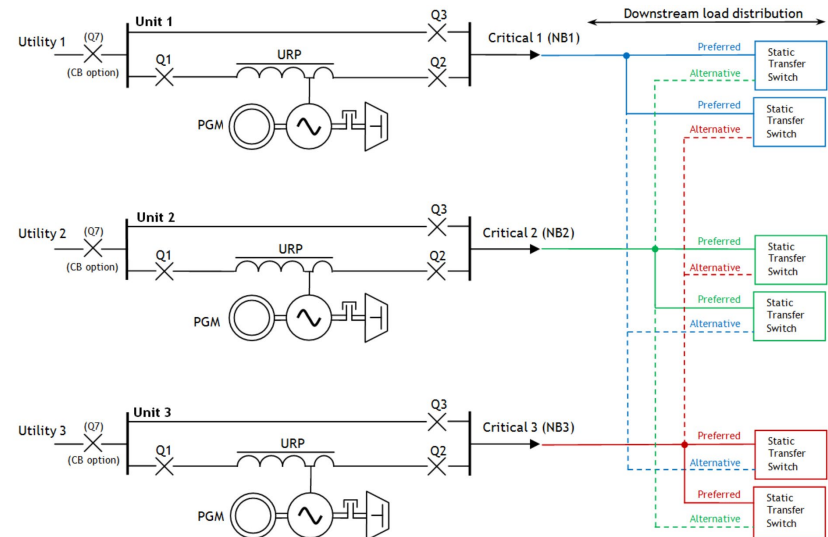 Downstream load distribution
Unit 1
Utility 1
(Q7)
(CB option)
Q3
Q1
URP
Q2
PGM
Critical 1 (NB1)
Preferred
Alternative
Static
Transfer
Switch
Preferred
Alternative
Static
Transfer
Switch
Unit 2
Utility 2
(Q7)
(CB option)
Q3
Q1
URP
Q2
PGM
Critical 2 (NB2)
Preferred
Alternative
Static
Transfer
Switch
Preferred
Alternative
Static
Transfer
Switch
Unit 3
Utility 3
(Q7)
(CB option)
Q3
Q1
URP
Q2
PGM
Critical 3 (NB3)
Preferred
Alternative
Static
Transfer
Switch
Preferred
Alternative
Static
Transfer
Switch